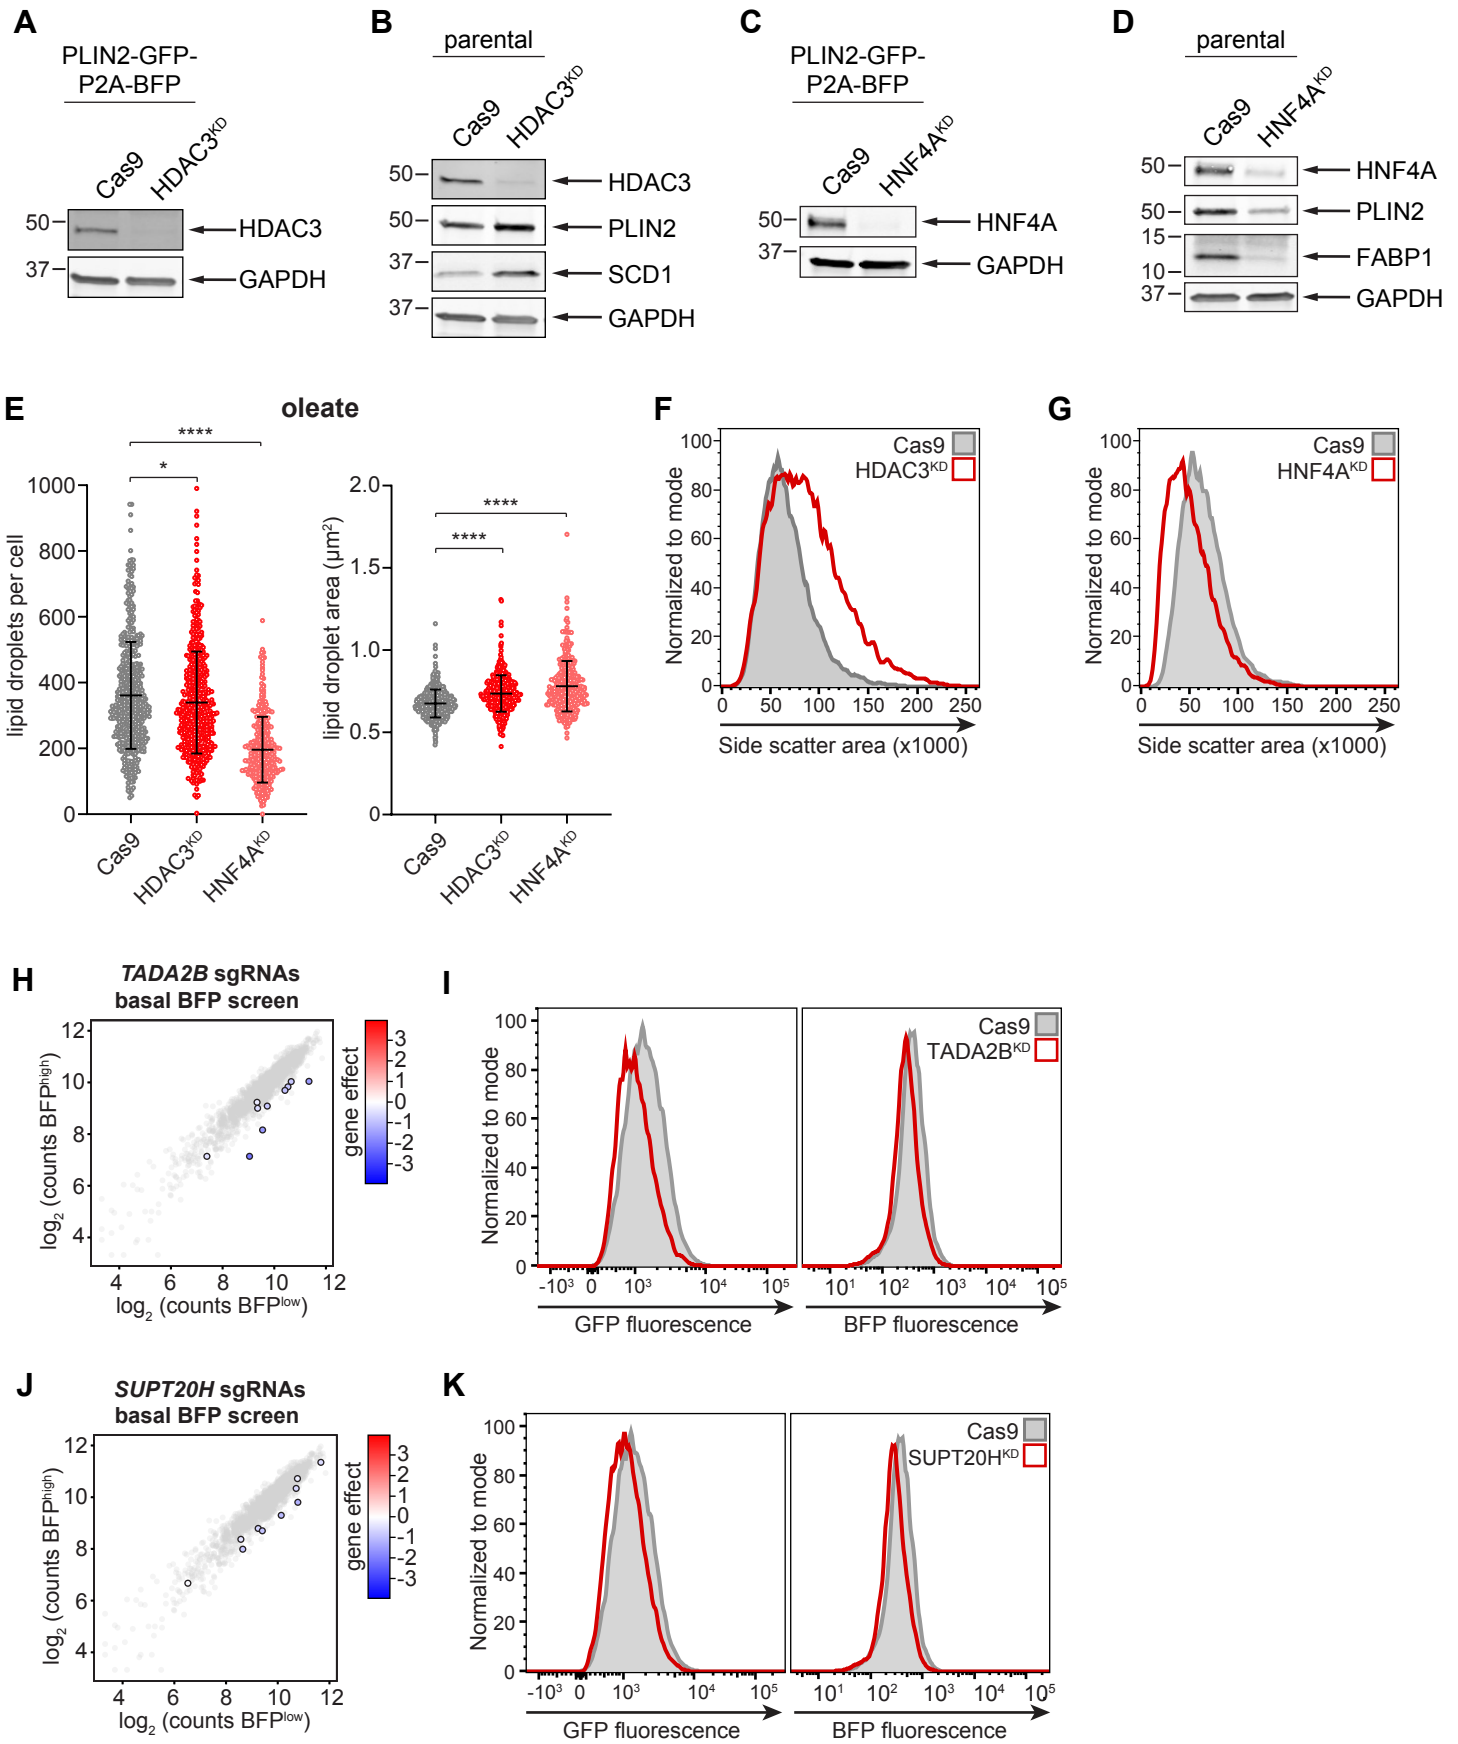 A
PLIN2-GFP-
P2A-BFP
Cas9
HDAC3KD
50
HDAC3
37
GAPDH
B
parental
Cas9
HDAC3KD
50
HDAC3
50
PLIN2
37
SCD1
37
GAPDH
C
PLIN2-GFP-
P2A-BFP
Cas9
HNF4AKD
50
HNF4A
37
GAPDH
D
parental
Cas9
HNF4AKD
50
HNF4A
50
PLIN2
15
FABP1
10
37
GAPDH
E
oleate
****
*
1000
800
600
400
200
0
lipid droplets per cell
Cas9
HDAC3KD
HNF4AKD
****
****
2.0
1.5
1.0
0.5
0
lipid droplet area (µm2)
Cas9
HDAC3KD
HNF4AKD
F
Cas9
HDAC3KD
100
80
60
40
20
0
Normalized to mode
0 50 100 150 200 250
Side scatter area (x1000)
G
Cas9
HNF4AKD
100
80
60
40
20
0
Normalized to mode
0 50 100 150 200 250
Side scatter area (x1000)
H
TADA2B sgRNAs
basal BFP screen
12
10
8
6
4
log2 (counts BFPhigh)
4 6 8 10 12
log2 (counts BFPlow)
gene effect
3
2
1
0
-1
-2
-3
I
Cas9
TADA2BKD
100
80
60
40
20
0
Normalized to mode
-103 0 103 104 105
GFP fluorescence
101 102 103 104 105
BFP fluorescence
J
SUPT20H sgRNAs
basal BFP screen
12
10
8
6
4
log2 (counts BFPhigh)
4 6 8 10 12
log2 (counts BFPlow)
gene effect
3
2
1
0
-1
-2
-3
K
Cas9
SUPT20HKD
100
80
60
40
20
0
Normalized to mode
-103 0 103 104 105
GFP fluorescence
101 102 103 104 105
BFP fluorescence